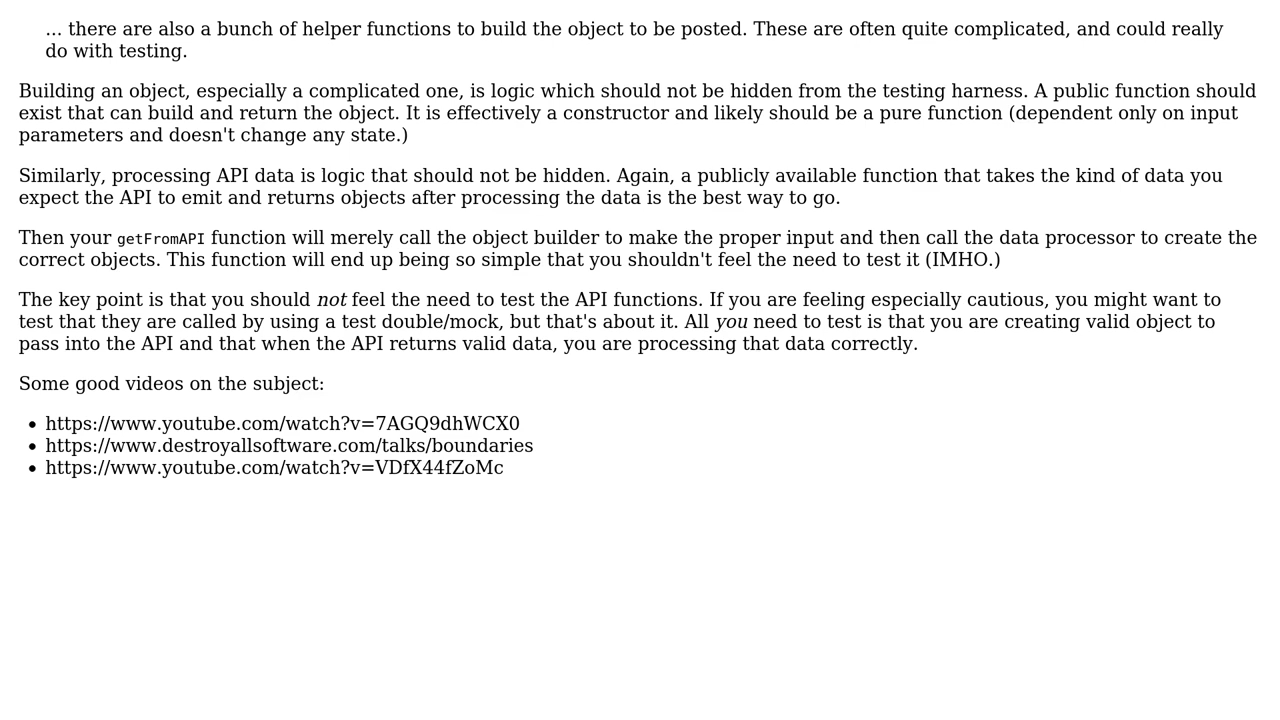 ... there are also a bunch of helper functions to build the object to be posted. These are often quite complicated, and could really
do with testing.
Building an object, especially a complicated one, is logic which should not be hidden from the testing harness. A public function should
exist that can build and return the object. It is effectively a constructor and likely should be a pure function (dependent only on input
parameters and doesn't change any state.)
Similarly, processing API data is logic that should not be hidden. Again, a publicly available function that takes the kind of data you
expect the API to emit and returns objects after processing the data is the best way to go.
Then your getFromAPI function will merely call the object builder to make the proper input and then call the data processor to create the
correct objects. This function will end up being so simple that you shouldn't feel the need to test it (IMHO.)
The key point is that you should not feel the need to test the API functions. If you are feeling especially cautious, you might want to
test that they are called by using a test double/mock, but that's about it. All you need to test is that you are creating valid object to
pass into the API and that when the API returns valid data, you are processing that data correctly.
Some good videos on the subject:
• https://www.youtube.com/watch?v=7AGQ9dhWCX0
• https://www.destroyallsoftware.com/talks/boundaries
• https://www.youtube.com/watch?v=VDfX44fZoMc